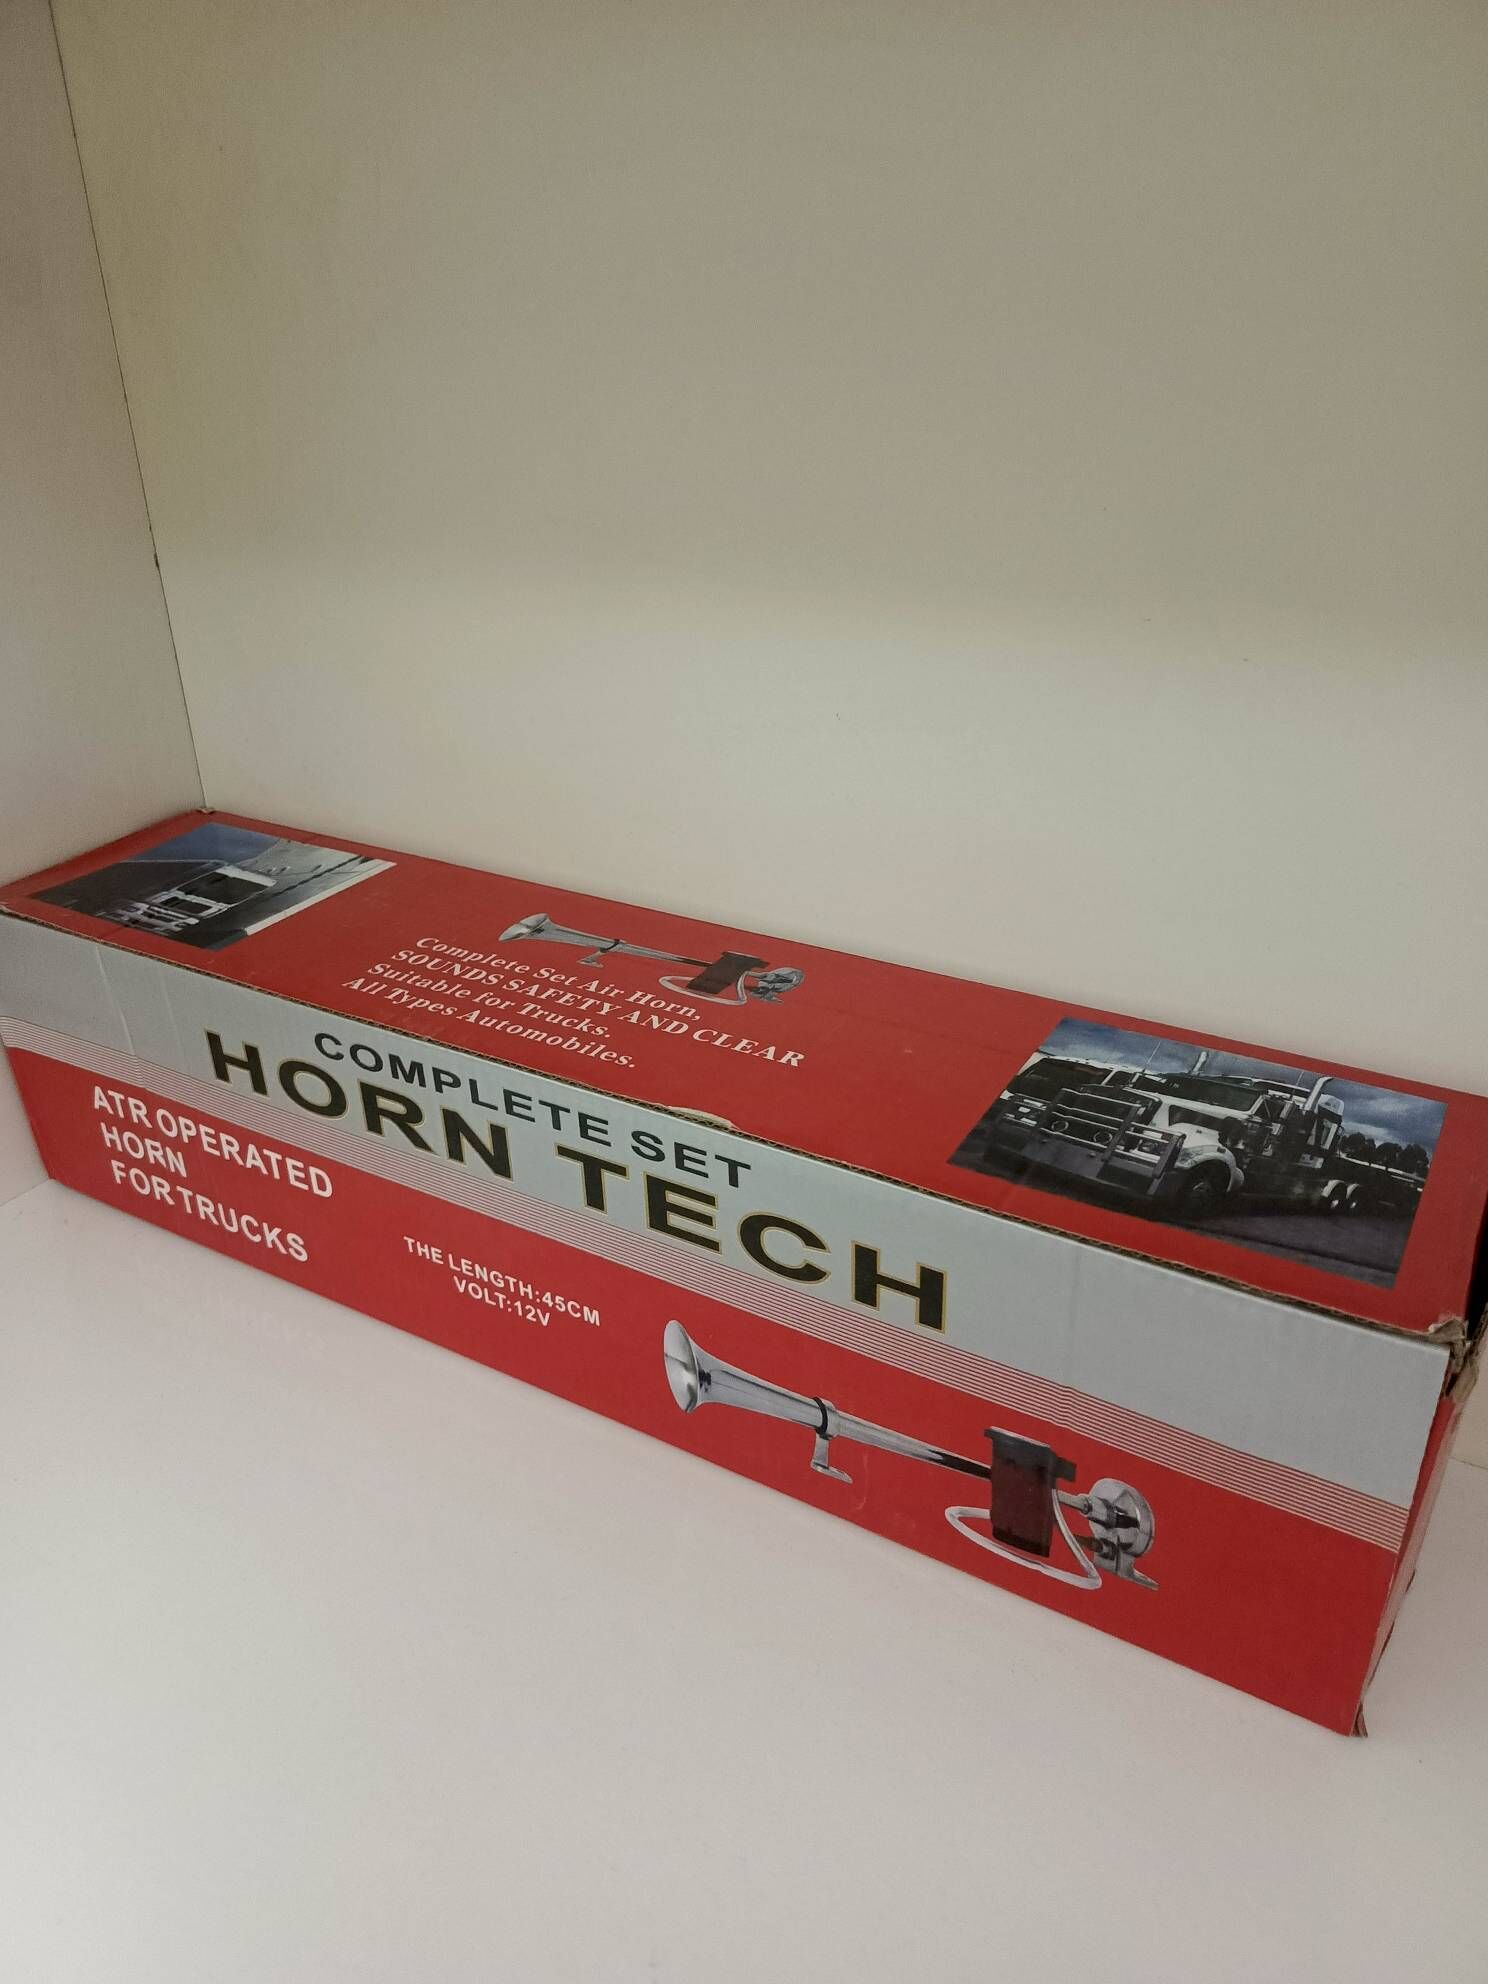 Complete Set Air Horn,
SOUNDS SAFETY AND CLEAR
Suitable for Trucks.
All Types Automobiles.
COMPLETE SET
HORN TECH
ATR OPERATED
HORN
FOR TRUCKS
THE LENGTH:45CM
VOLT:12V